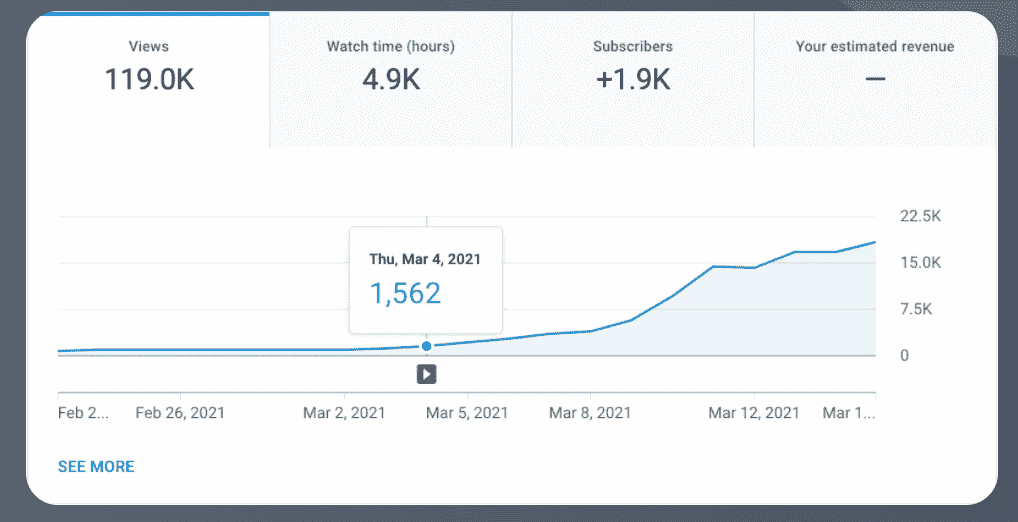 Views
119.0K
Watch time (hours)
4.9K
Subscribers
+1.9K
Your estimated revenue
—
22.5K
15.0K
7.5K
0
Thu, Mar 4, 2021
1,562
Feb 2...
Feb 26, 2021
Mar 2, 2021
Mar 5, 2021
Mar 8, 2021
Mar 12, 2021
Mar 1...
SEE MORE